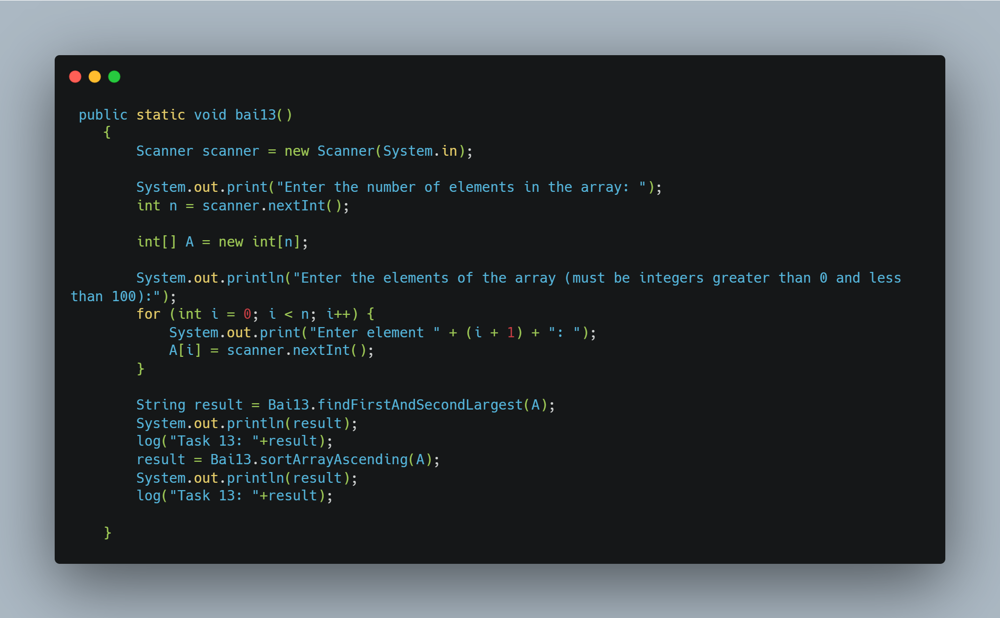 public static void bai13()
{
Scanner scanner = new Scanner(System.in);
System.out.print("Enter the number of elements in the array: ");
int n = scanner.nextInt();
int[] A = new int[n];
System.out.println("Enter the elements of the array (must be integers greater than 0 and less
than 100):");
for (int i = 0; i < n; i++) {
System.out.print("Enter element " + (i + 1) + ": ");
A[i] = scanner.nextInt();
}
String result = Bai13.findFirstAndSecondLargest(A);
System.out.println(result);
log("Task 13: "+result);
result = Bai13.sortArrayAscending(A);
System.out.println(result);
log("Task 13: "+result);
}